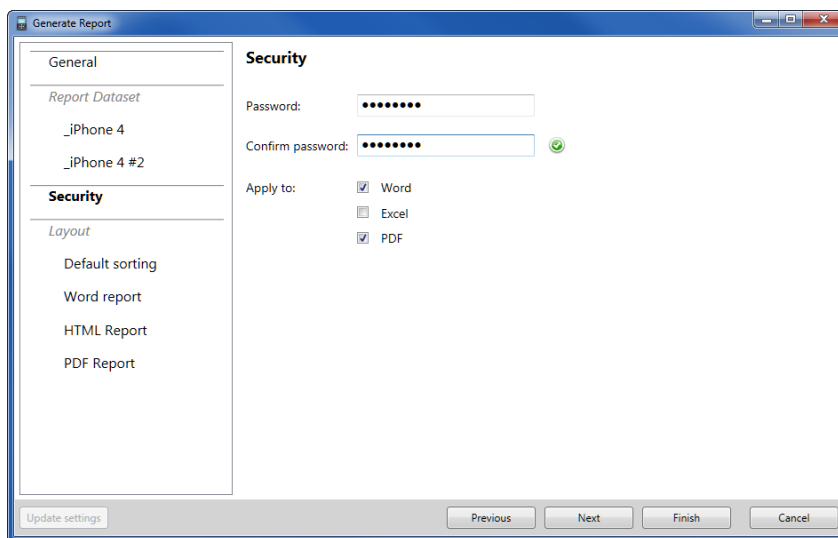 Generate Report
General
Report Dataset
_iPhone 4
_iPhone 4 #2
Security
Layout
Default sorting
Word report
HTML Report
PDF Report
Security
Password: ●●●●●●●●
Confirm password: ●●●●●●●●
Apply to: Word
Excel
PDF
Update settings Previous Next Finish Cancel